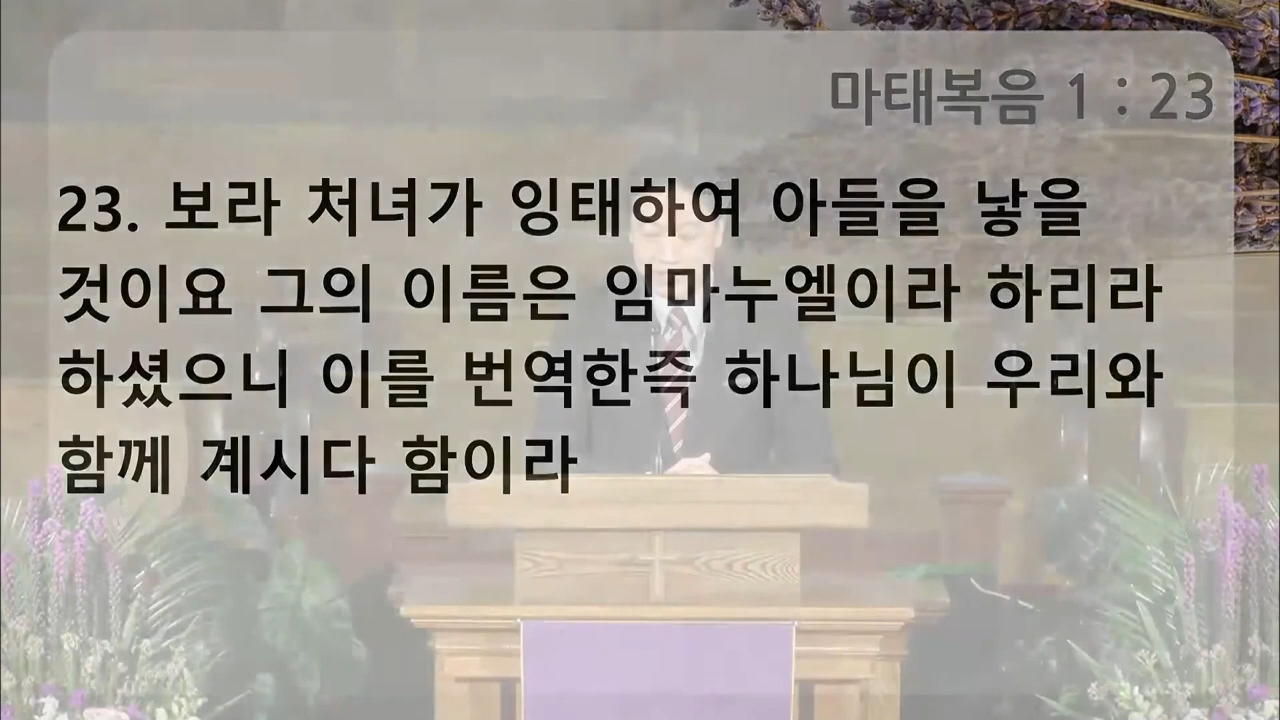 마태복음 1 : 23
23. 보라 처녀가 잉태하여 아들을 낳을
것이요 그의 이름은 임마누엘이라 하리라
하셨으니 이를 번역한즉 하나님이 우리와
함께 계시다 함이라